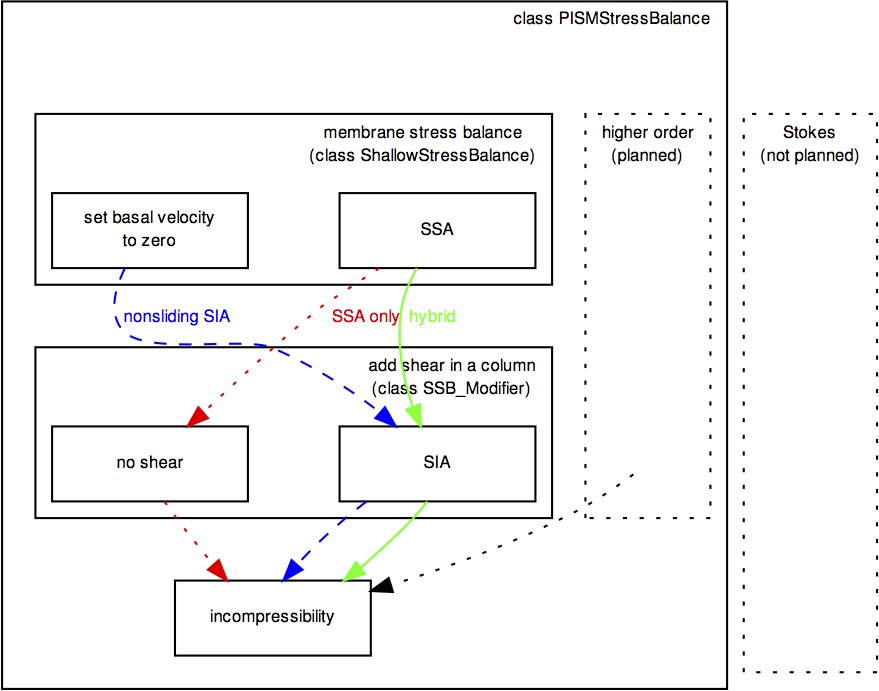 class PISMStressBalance
membrane stress balance
(class ShallowStressBalance)
higher order
(planned)
Stokes
(not planned)
set basal velocity
to zero
SSA
nonsliding SIA
SSA only
hybrid
add shear in a column
(class SSB_Modifier)
no shear
SIA
incompressibility